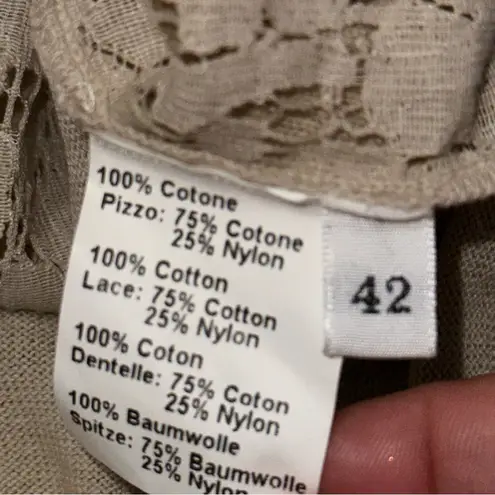 100% Cotone
Pizzo: 75% Cotone
25% Nylon
100% Cotton
Lace: 75% Cotton
25% Nylon
100% Coton
Dentelle: 75% Coton
25% Nylon
100% Baumwolle
Spitze: 75% Baumwolle
25% Nylon
42